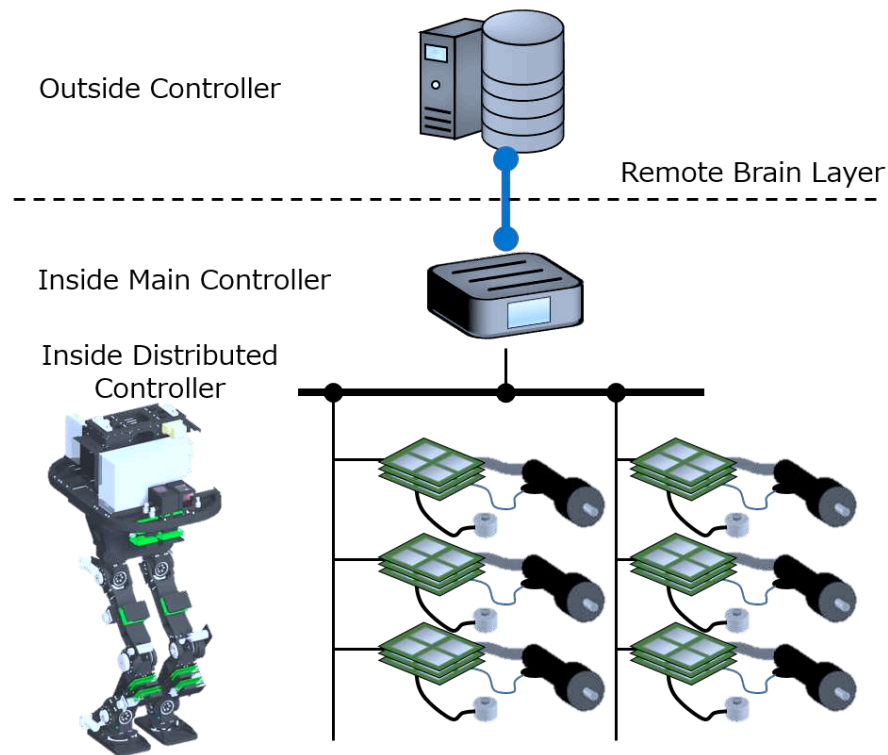 Outside Controller
Remote Brain Layer
Inside Main Controller
Inside Distributed
Controller